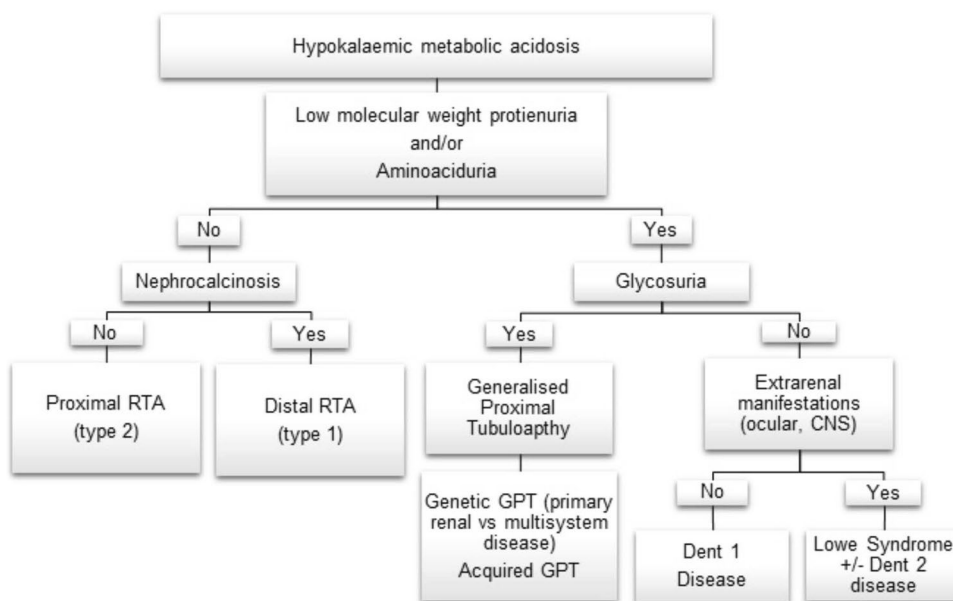 Hypokalaemic metabolic acidosis
Low molecular weight protienuria
and/or
Aminoaciduria
No
Yes
Nephrocalcinosis
Glycosuria
No
Yes
Yes
No
Proximal RTA
(type 2)
Distal RTA
(type 1)
Generalised
Proximal
Tubuloapthy
Extrarenal
manifestations
(ocular, CNS)
Genetic GPT (primary
renal vs multisystem
disease)
Acquired GPT
No
Yes
Dent 1
Disease
Lowe Syndrome
+/- Dent 2
disease